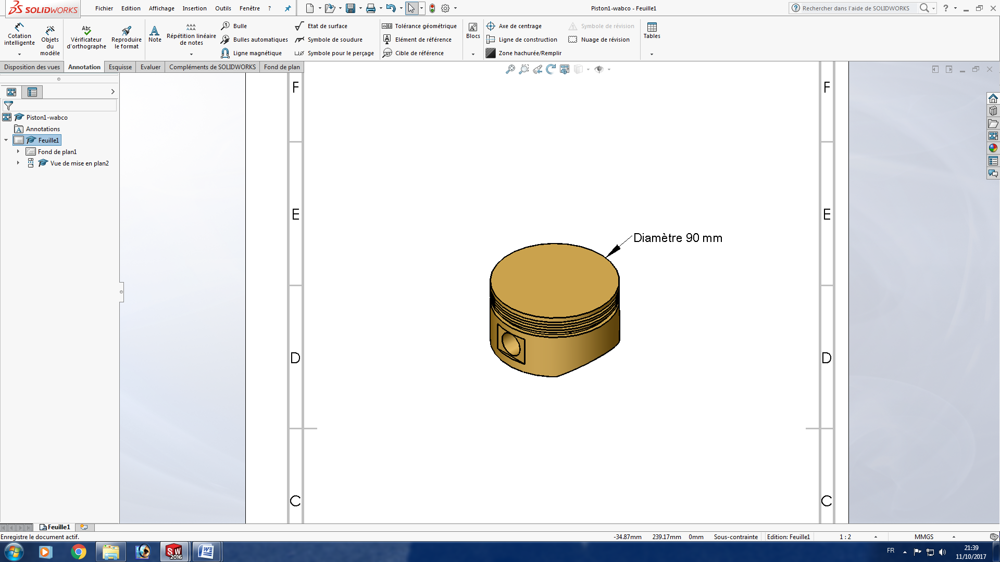 SOLIDWORKS
Fichier Edition Affichage Insertion Outils Fenêtre ?
Piston1-wabco - Feuille1
Rechercher dans l'aide de SOLIDWORKS
?
Cotation intelligente
Objets du modèle
Abc
Vérificateur d'orthographe
Reproduire le format
A
Note
Répétition linéaire de notes
Bulle
Bulles automatiques
Ligne magnétique
Etat de surface
Symbole de soudure
Symbole pour le perçage
Tolérance géométrique
Elément de référence
Cible de référence
Blocs
Axe de centrage
Ligne de construction
Zone hachurée/Remplir
Symbole de révision
Nuage de révision
Tables
Disposition des vues
Annotation
Esquisse
Evaluer
Compléments de SOLIDWORKS
Fond de plan
Piston1-wabco
Annotations
Feuille1
Fond de plan1
Vue de mise en plan2
F
F
E
E
Diamètre 90 mm
D
D
C
C
Feuille1
Enregistre le document actif.
-34.87mm 239.17mm 0mm Sous-contrainte Edition: Feuille1 1 : 2 MMGS
SW
2016
FR
21:39
11/10/2017